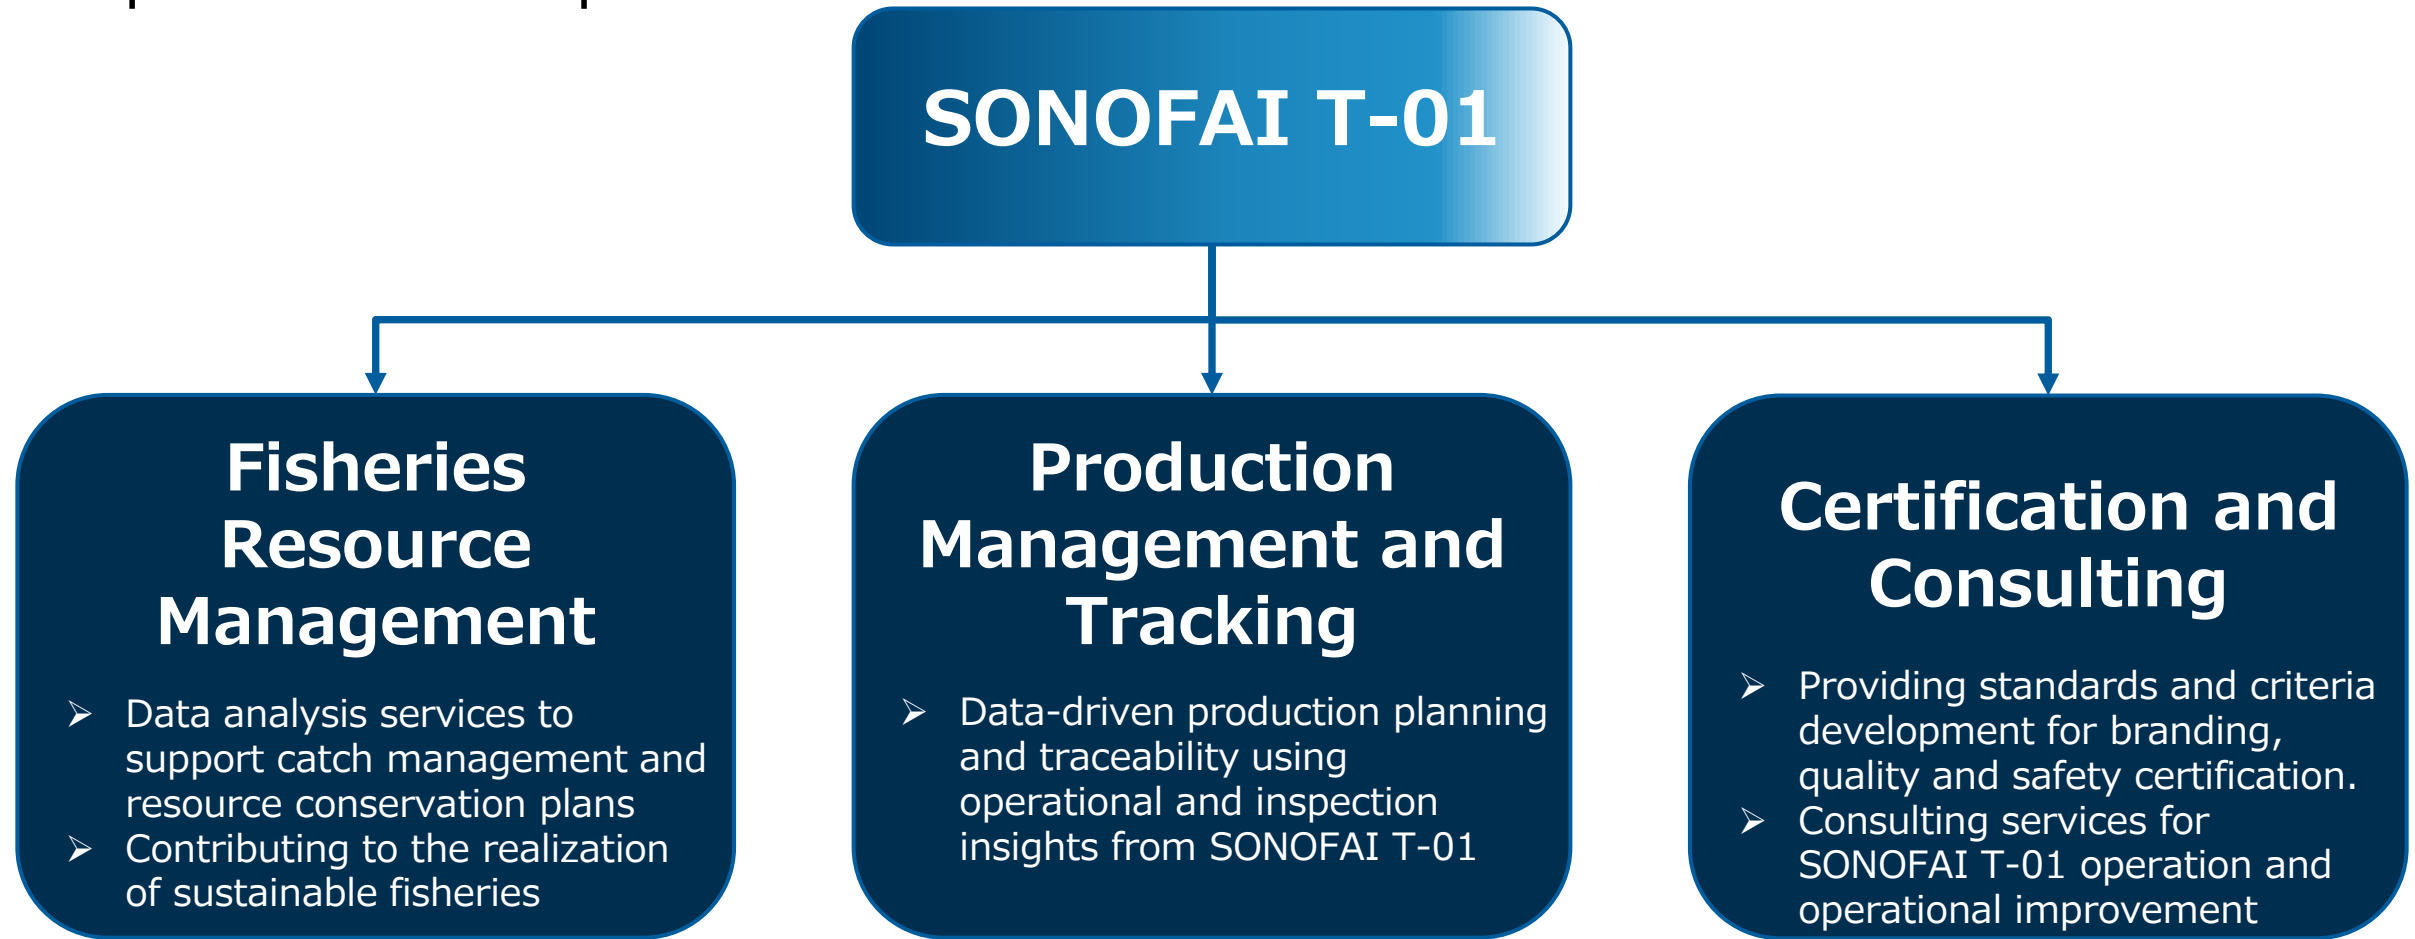 SONOFAI T-01
Fisheries
Resource
Management
➢ Data analysis services to
support catch management and
resource conservation plans
➢ Contributing to the realization
of sustainable fisheries
Production
Management and
Tracking
➢ Data-driven production planning
and traceability using
operational and inspection
insights from SONOFAI T-01
Certification and
Consulting
➢ Providing standards and criteria
development for branding,
quality and safety certification.
➢ Consulting services for
SONOFAI T-01 operation and
operational improvement